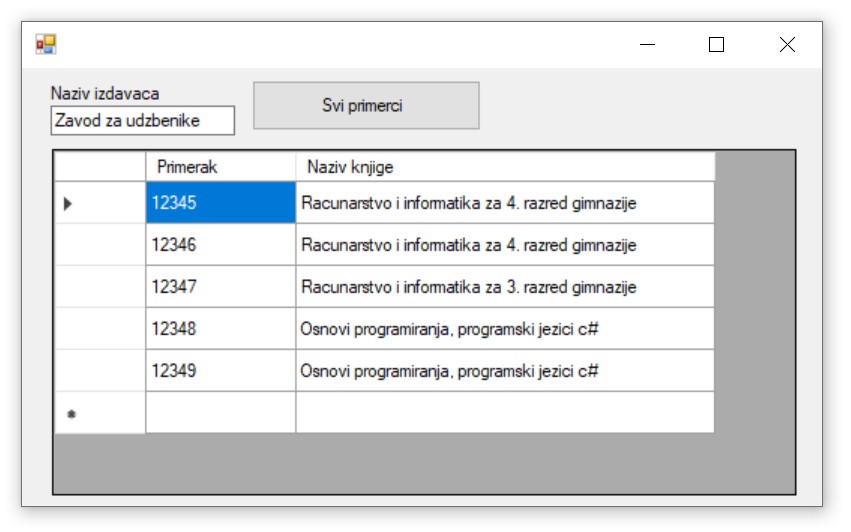 Naziv izdavaca
Svi primerci
Zavod za udzbenike
Primerak Naziv knjige
12345 Racunarstvo i informatika za 4. razred gimnazije
12346 Racunarstvo i informatika za 4. razred gimnazije
12347 Racunarstvo i informatika za 3. razred gimnazije
12348 Osnovi programiranja, programski jezici c#
12349 Osnovi programiranja, programski jezici c#